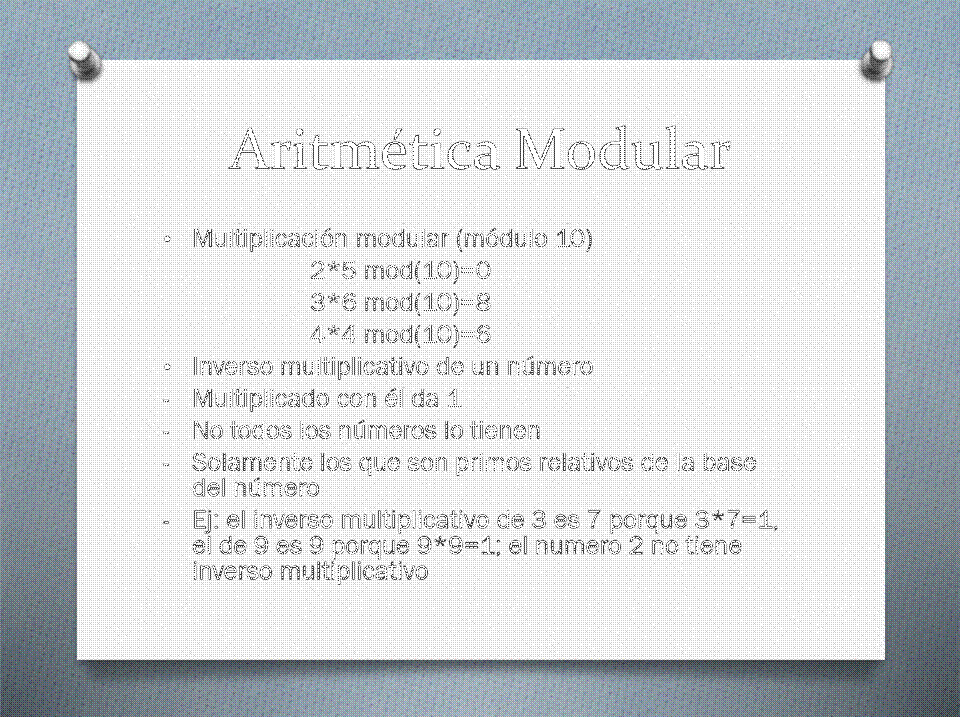 Aritmética Modular
• Multiplicación modular (módulo 10)
2*5 mod(10)=0
3*6 mod(10)=8
4*4 mod(10)=6
• Inverso multiplicativo de un número
- Multiplicado con él da 1
- No todos los números lo tienen
- Solamente los que son primos relativos de la base
del número
- Ej: el inverso multiplicativo de 3 es 7 porque 3*7=1,
el de 9 es 9 porque 9*9=1; el numero 2 no tiene
inverso multiplicativo